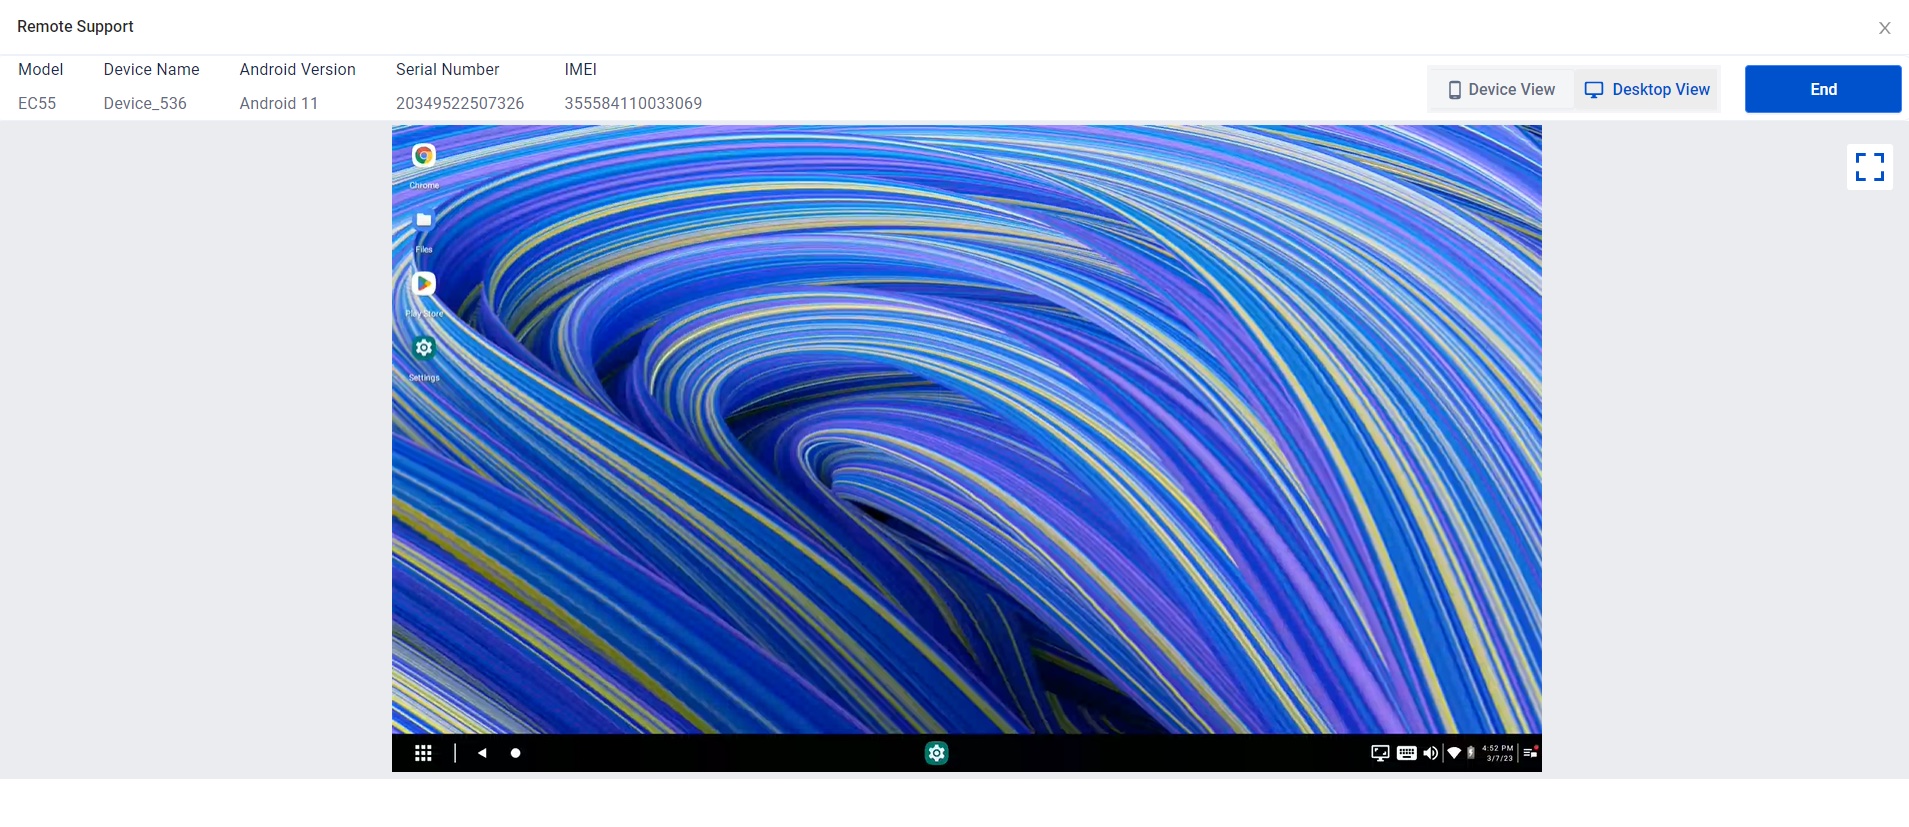 Remote Support
Model Device Name Android Version Serial Number IMEI
EC55 Device_536 Android 11 20349522507326 355584110033069
Device View Desktop View End
Chrome
Files
Play Store
Settings
4:52 PM
3/7/23